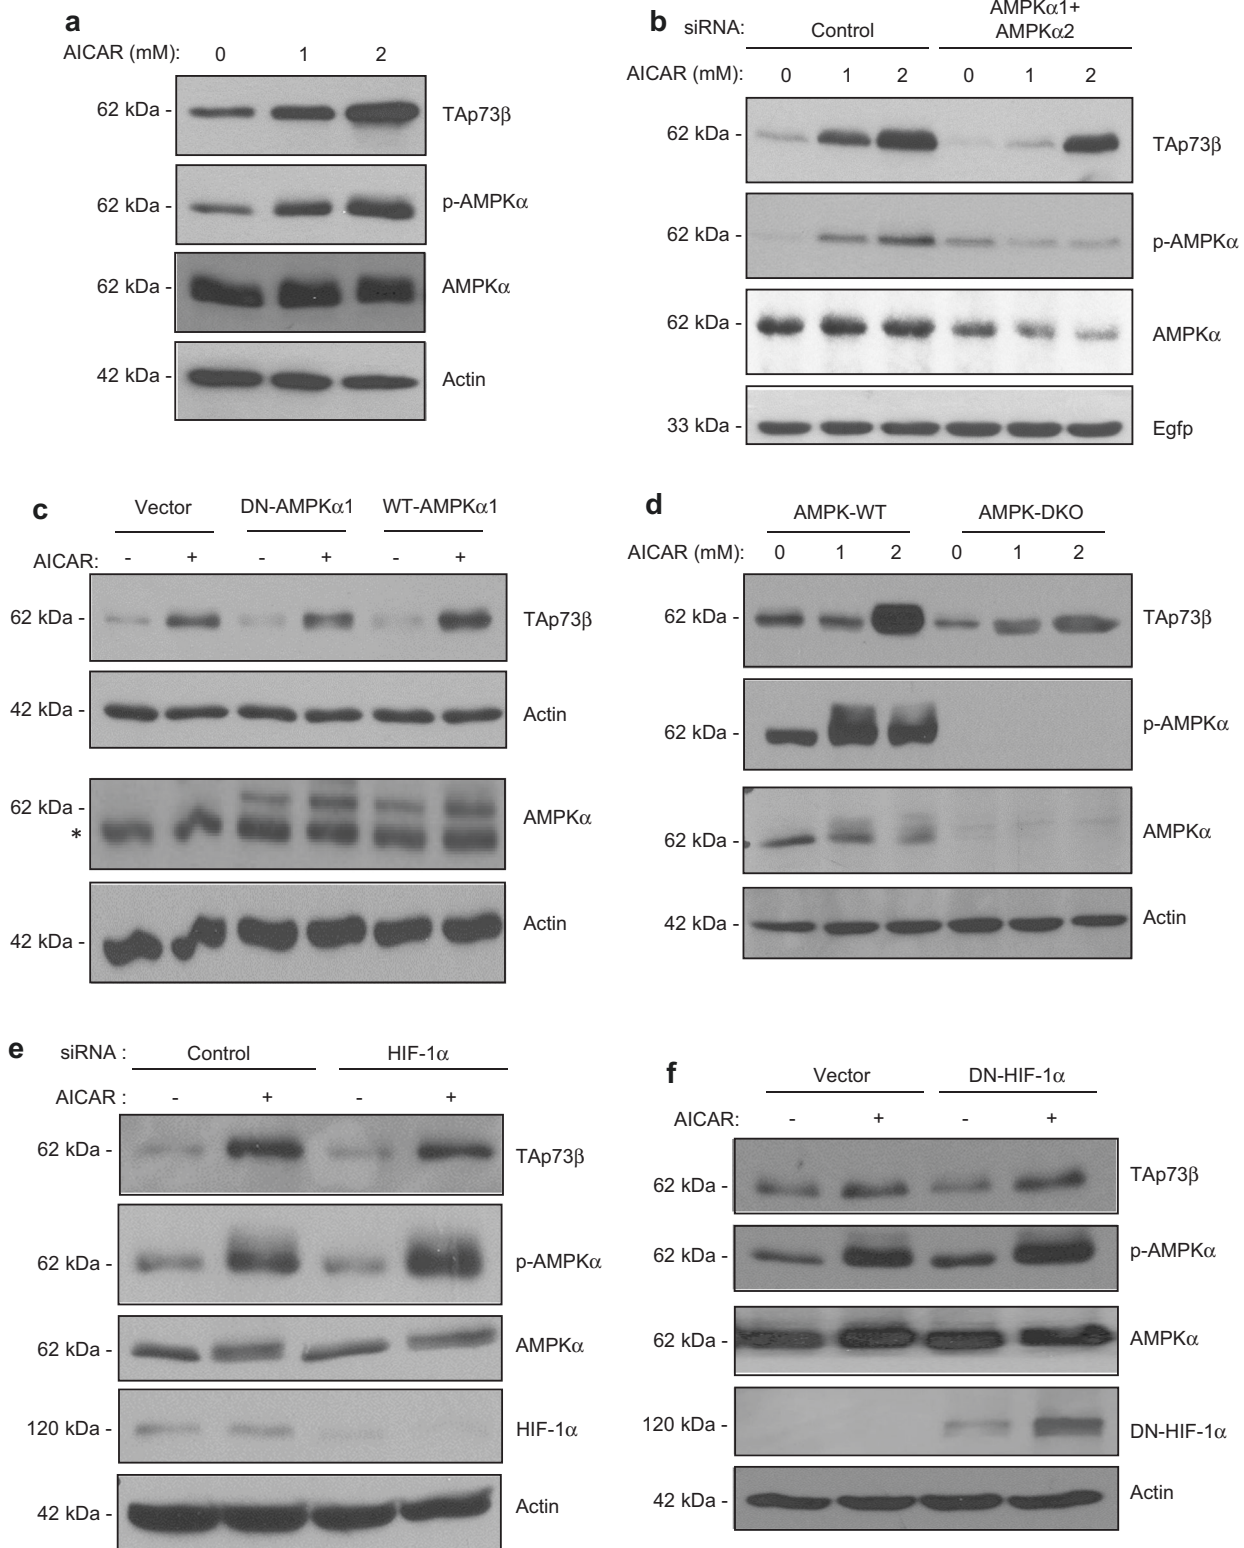 a
AICAR (mM): 0 1 2
62 kDa - TAp73β
62 kDa - p-AMPKα
62 kDa - AMPKα
42 kDa - Actin
b
siRNA: Control AMPKα1+
AMPKα2
AICAR (mM): 0 1 2 0 1 2
62 kDa - TAp73β
62 kDa - p-AMPKα
62 kDa - AMPKα
33 kDa - Egfp
c
Vector DN-AMPKα1 WT-AMPKα1
AICAR: - + - + - +
62 kDa - TAp73β
42 kDa - Actin
62 kDa - AMPKα
*
42 kDa - Actin
d
AMPK-WT AMPK-DKO
AICAR (mM): 0 1 2 0 1 2
62 kDa - TAp73β
62 kDa - p-AMPKα
62 kDa - AMPKα
42 kDa - Actin
e
siRNA : Control HIF-1α
AICAR : - + - +
62 kDa - TAp73β
62 kDa - p-AMPKα
62 kDa - AMPKα
120 kDa - HIF-1α
42 kDa - Actin
f
Vector DN-HIF-1α
AICAR: - + - +
62 kDa - TAp73β
62 kDa - p-AMPKα
62 kDa - AMPKα
120 kDa - DN-HIF-1α
42 kDa - Actin